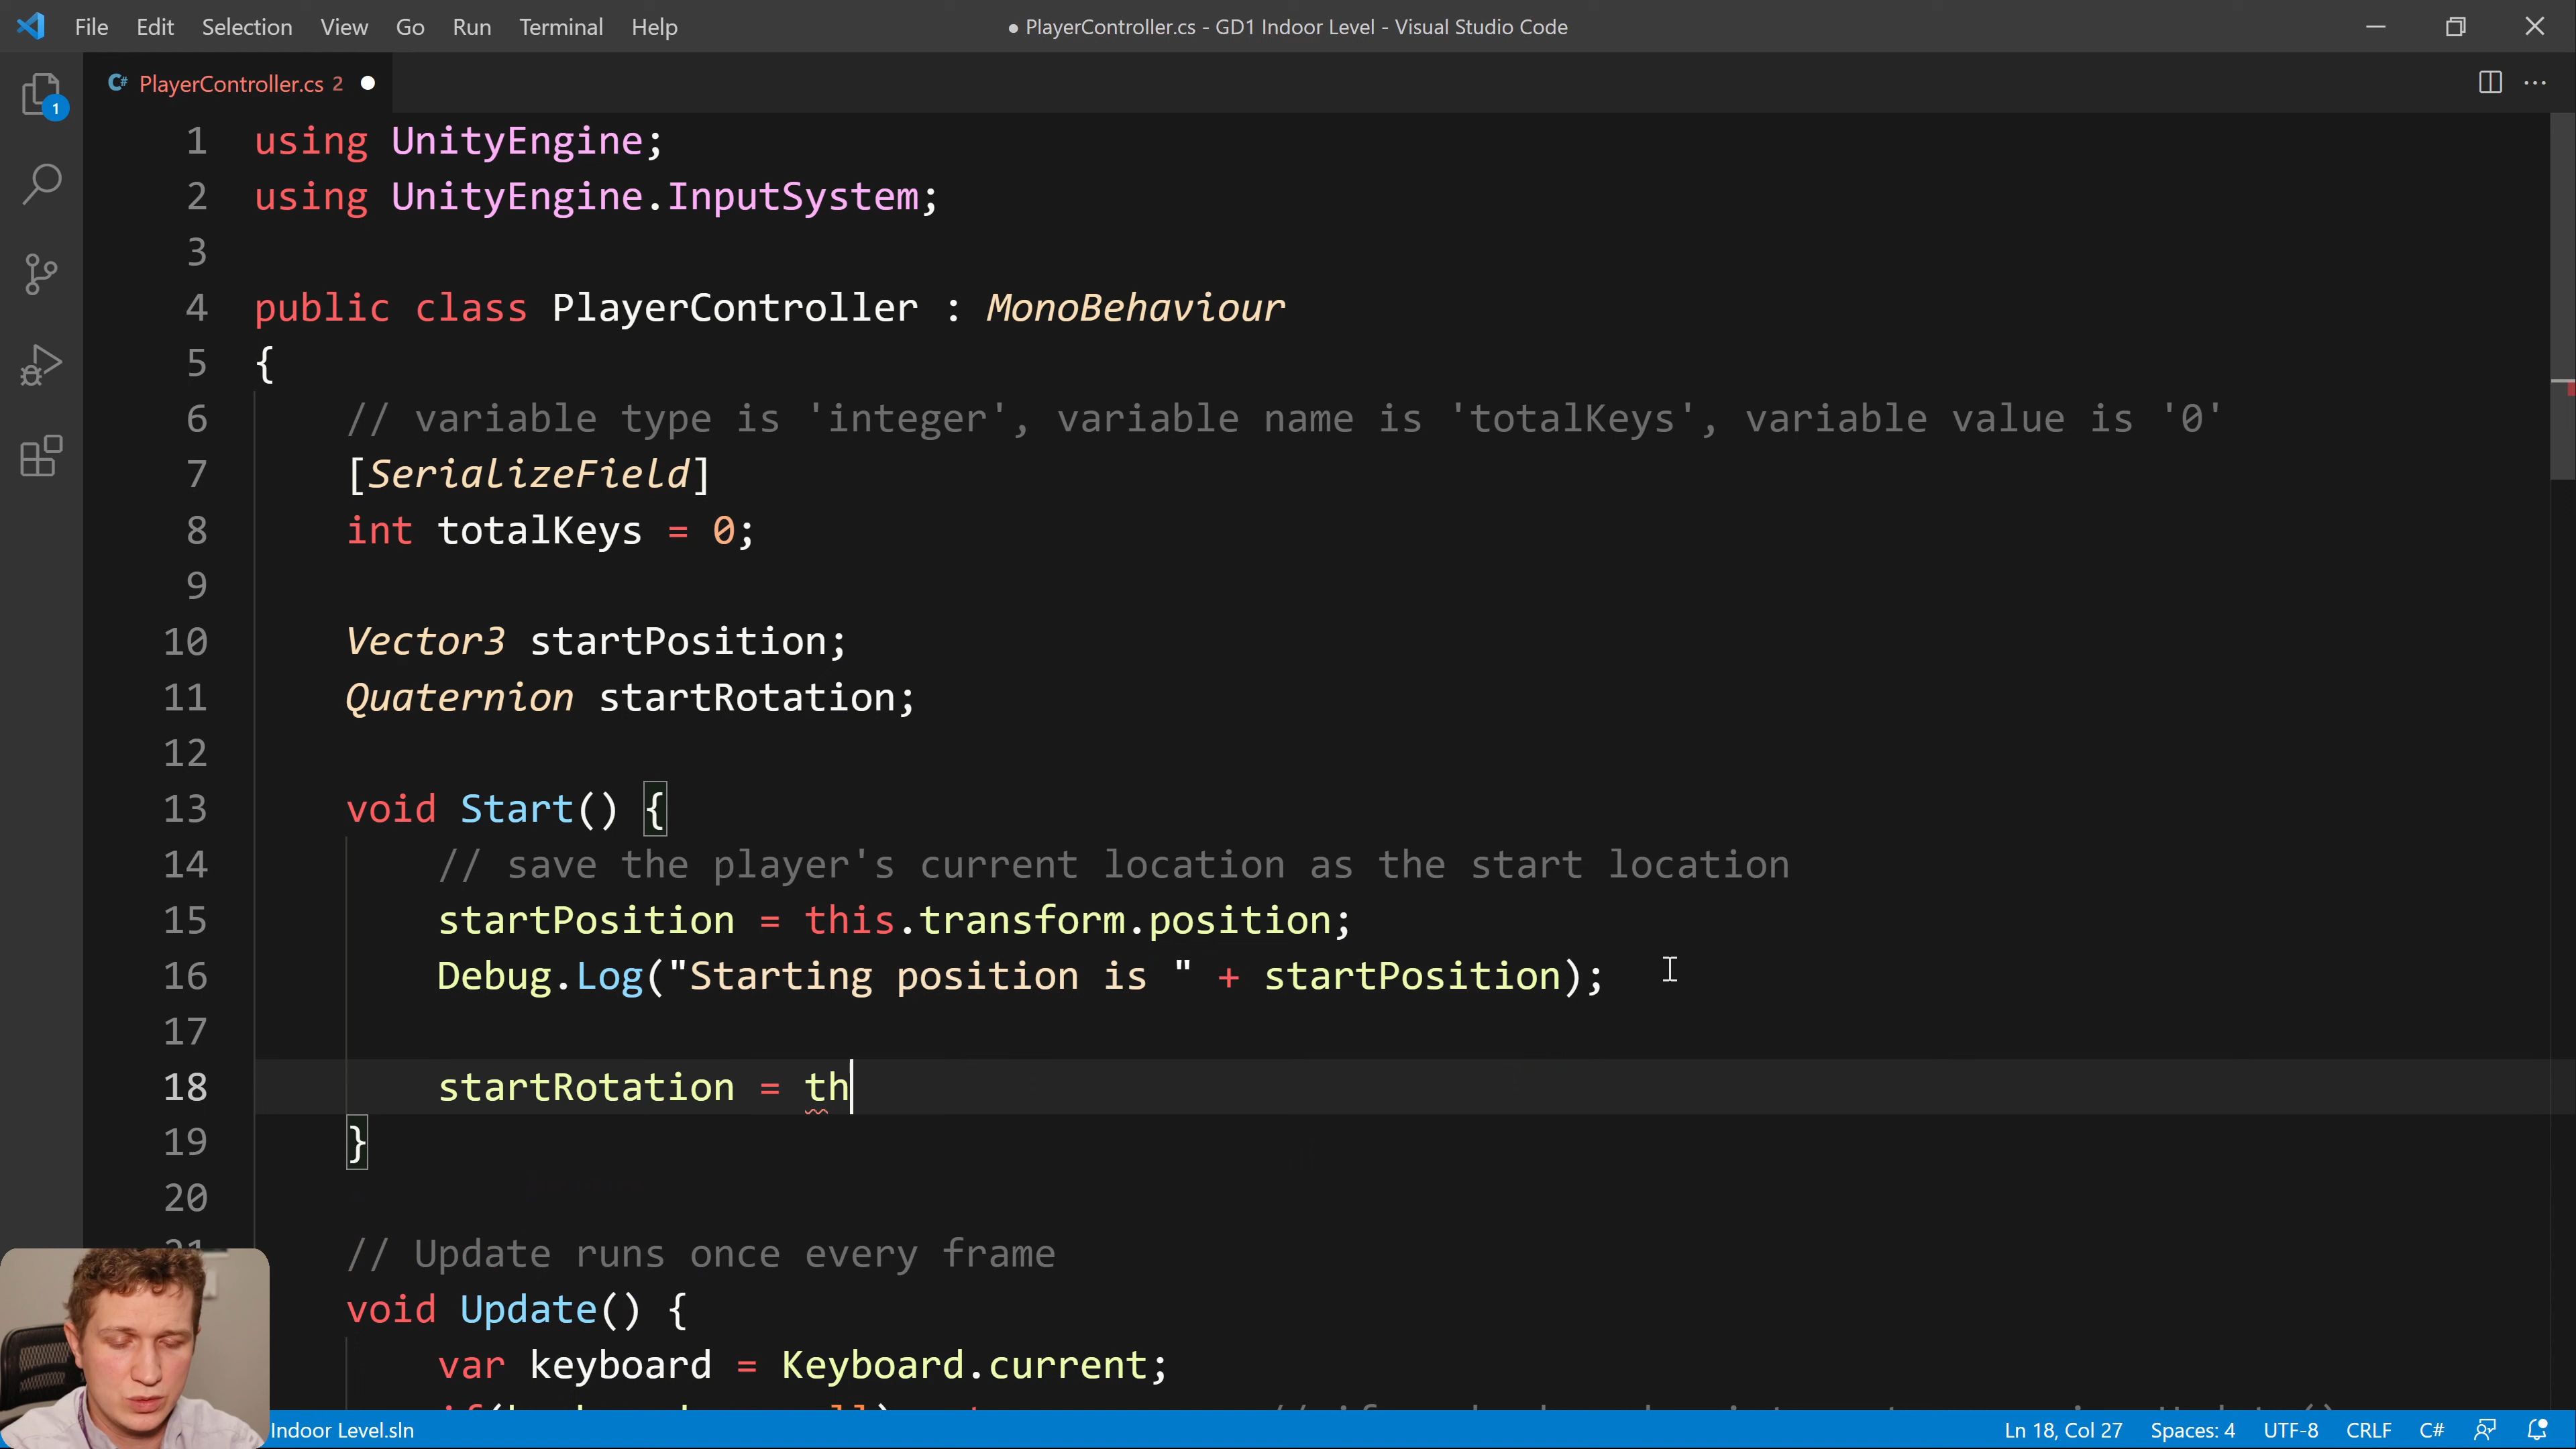 File Edit Selection View Go Run Terminal Help
● PlayerController.cs - GD1 Indoor Level - Visual Studio Code
C# PlayerController.cs 2 ●
1
1 using UnityEngine;
2 using UnityEngine.InputSystem;
3
4 public class PlayerController : MonoBehaviour
5 {
6 // variable type is 'integer', variable name is 'totalKeys', variable value is '0'
7 [SerializeField]
8 int totalKeys = 0;
9
10 Vector3 startPosition;
11 Quaternion startRotation;
12
13 void Start() {
14 // save the player's current location as the start location
15 startPosition = this.transform.position;
16 Debug.Log("Starting position is " + startPosition);
17
18 startRotation = th
19 }
20
21 // Update runs once every frame
void Update() {
var keyboard = Keyboard.current;
Indoor Level.sln
Ln 18, Col 27 Spaces: 4 UTF-8 CRLF C#